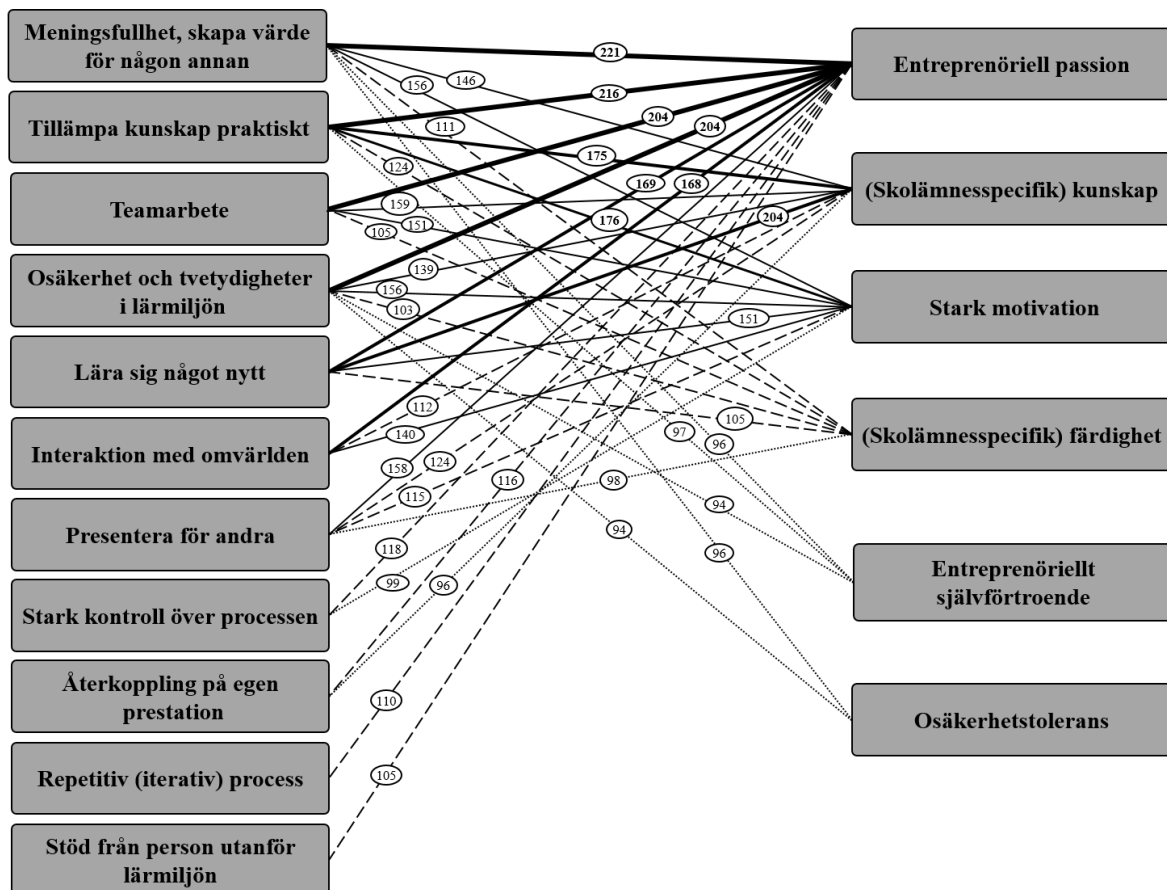 Meningsfullhet, skapa värde
för någon annan
Tillämpa kunskap praktiskt
Teamarbete
Osäkerhet och tvetydigheter
i lärmiljön
Lära sig något nytt
Interaktion med omvärlden
Presentera för andra
Stark kontroll över processen
Återkoppling på egen
prestation
Repetitiv (iterativ) process
Stöd från person utanför
lärmiljön
221
156
146
216
111
204
204
124
175
169
168
159
105
151
176
204
139
156
103
151
112
105
140
97
96
158
124
115
116
98
94
94
118
96
99
96
110
105
Entreprenöriell passion
(Skolämnesspecifik) kunskap
Stark motivation
(Skolämnesspecifik) färdighet
Entreprenöriellt
självförtroende
Osäkerhetstolerans